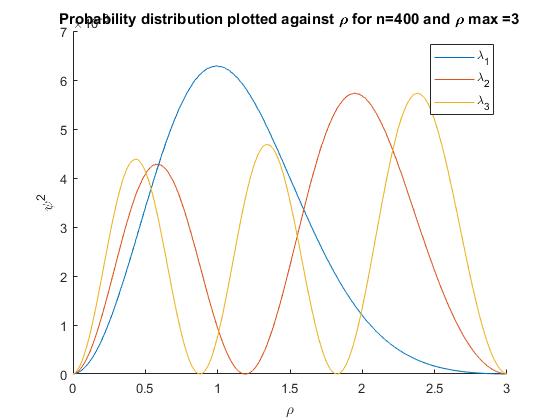 Probability distribution plotted against ρ for n=400 and ρ max =3
7
6
5
4
3
2
1
0
ψ²
λ₁
λ₂
λ₃
0 0.5 1 1.5 2 2.5 3
ρ